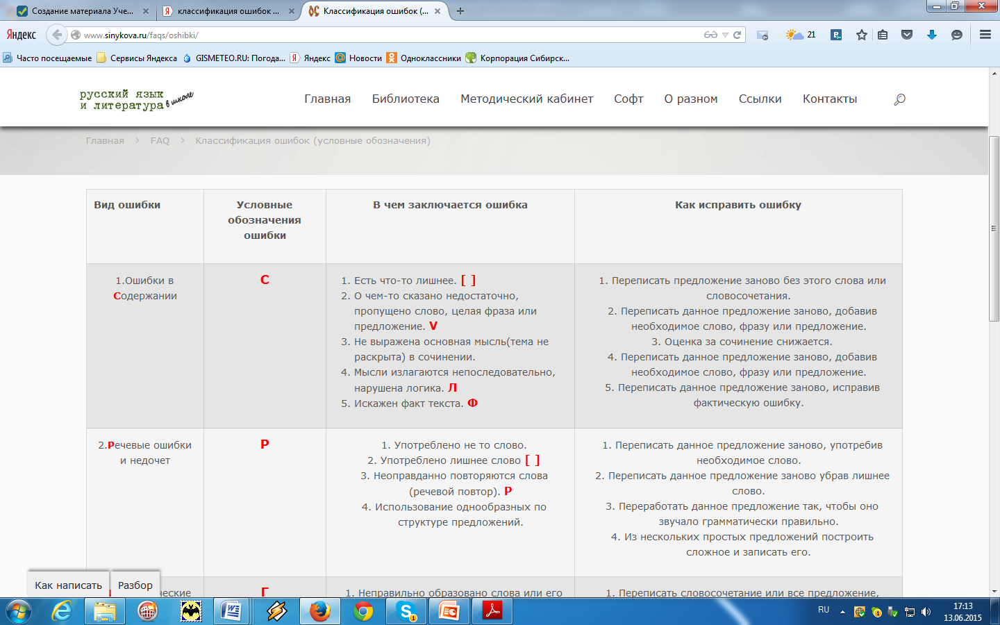 Создание материала Уче...
классификация ошибок ...
Классификация ошибок (...
Яндекс
www.sinykova.ru/faqs/oshibki/
21
Часто посещаемые
Сервисы Яндекса
GISMETEO.RU: Погода...
Яндекс
Новости
Одноклассники
Корпорация Сибирск...
русский язык
и литература в школе
Главная
Библиотека
Методический кабинет
Софт
О разном
Ссылки
Контакты
Главная > FAQ > Классификация ошибок (условные обозначения)
Вид ошибки
Условные
обозначения
ошибки
В чем заключается ошибка
Как исправить ошибку
1.Ошибки в
Содержании
С
1. Есть что-то лишнее. [ ]
2. О чем-то сказано недостаточно,
пропущено слово, целая фраза или
предложение. V
3. Не выражена основная мысль(тема не
раскрыта) в сочинении.
4. Мысли излагаются непоследовательно,
нарушена логика. Л
5. Искажен факт текста. Ф
1. Переписать предложение заново без этого слова или
словосочетания.
2. Переписать данное предложение заново, добавив
необходимое слово, фразу или предложение.
3. Оценка за сочинение снижается.
4. Переписать данное предложение заново, добавив
необходимое слово, фразу или предложение.
5. Переписать данное предложение заново, исправив
фактическую ошибку.
2.Речевые ошибки
и недочет
Р
1. Употреблено не то слово.
2. Употреблено лишнее слово [ ]
3. Неоправданно повторяются слова
(речевой повтор). Р
4. Использование однообразных по
структуре предложений.
1. Переписать данное предложение заново, употребив
необходимое слово.
2. Переписать данное предложение заново убрав лишнее
слово.
3. Переработать данное предложение так, чтобы оно
звучало грамматически правильно.
4. Из нескольких простых предложений построить
сложное и записать его.
Как написать
Разбор
ческие
Г
1. Неправильно образовано слова или его
1. Переписать словосочетание или все предложение,
RU
17:13
13.06.2015